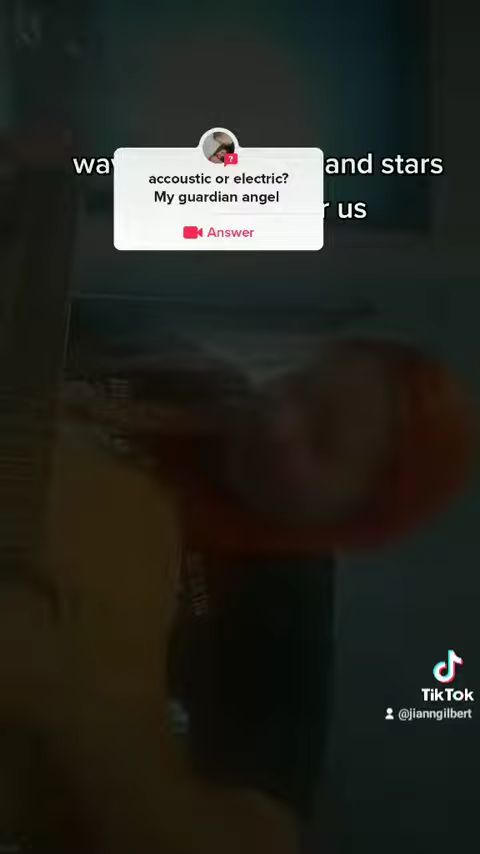 wa and stars
accoustic or electric?
My guardian angel
r us
Answer
TikTok
@jianngilbert